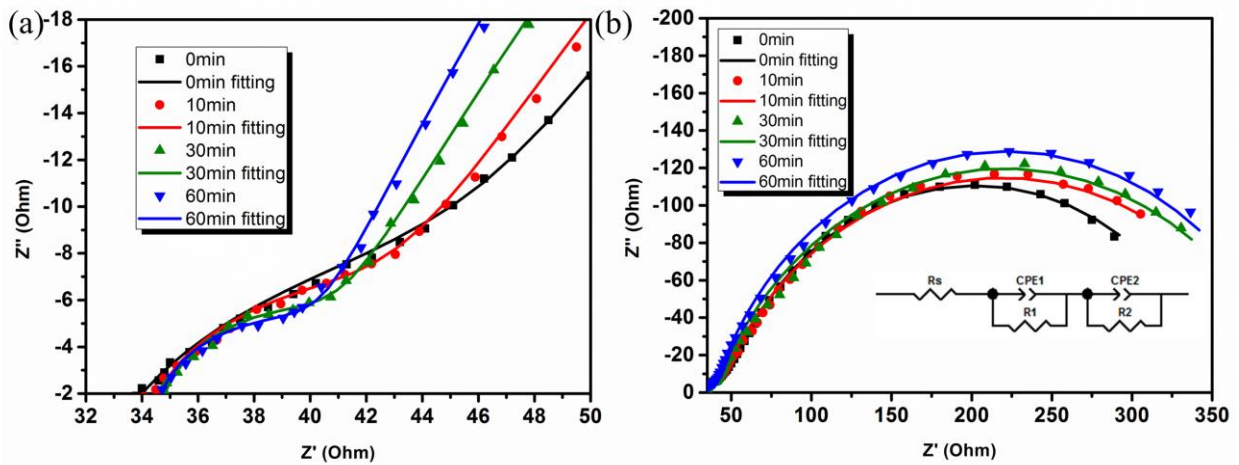 (a)
-18
-16
-14
-12
-10
-8
-6
-4
-2
Z'' (Ohm)
0min
0min fitting
10min
10min fitting
30min
30min fitting
60min
60min fitting
32 34 36 38 40 42 44 46 48 50
Z' (Ohm)
(b)
-200
-180
-160
-140
-120
-100
-80
-60
-40
-20
0
Z'' (Ohm)
0min
0min fitting
10min
10min fitting
30min
30min fitting
60min
60min fitting
Rs CPE1 CPE2
R1 R2
50 100 150 200 250 300 350
Z' (Ohm)